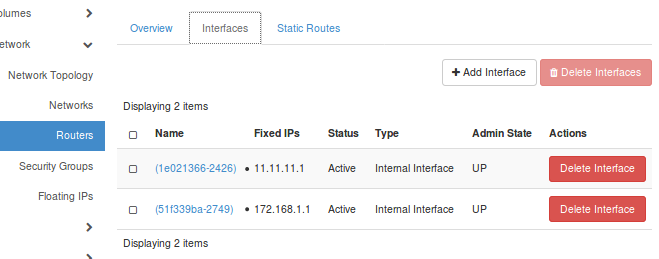 olumes
Overview
Interfaces
Static Routes
etwork
Network Topology
Add Interface
Delete Interfaces
Networks
Displaying 2 items
Routers
Name Fixed IPs Status Type Admin State Actions
Security Groups
(1e021366-2426) • 11.11.11.1 Active Internal Interface UP Delete Interface
Floating IPs
(51f339ba-2749) • 172.168.1.1 Active Internal Interface UP Delete Interface
Displaying 2 items